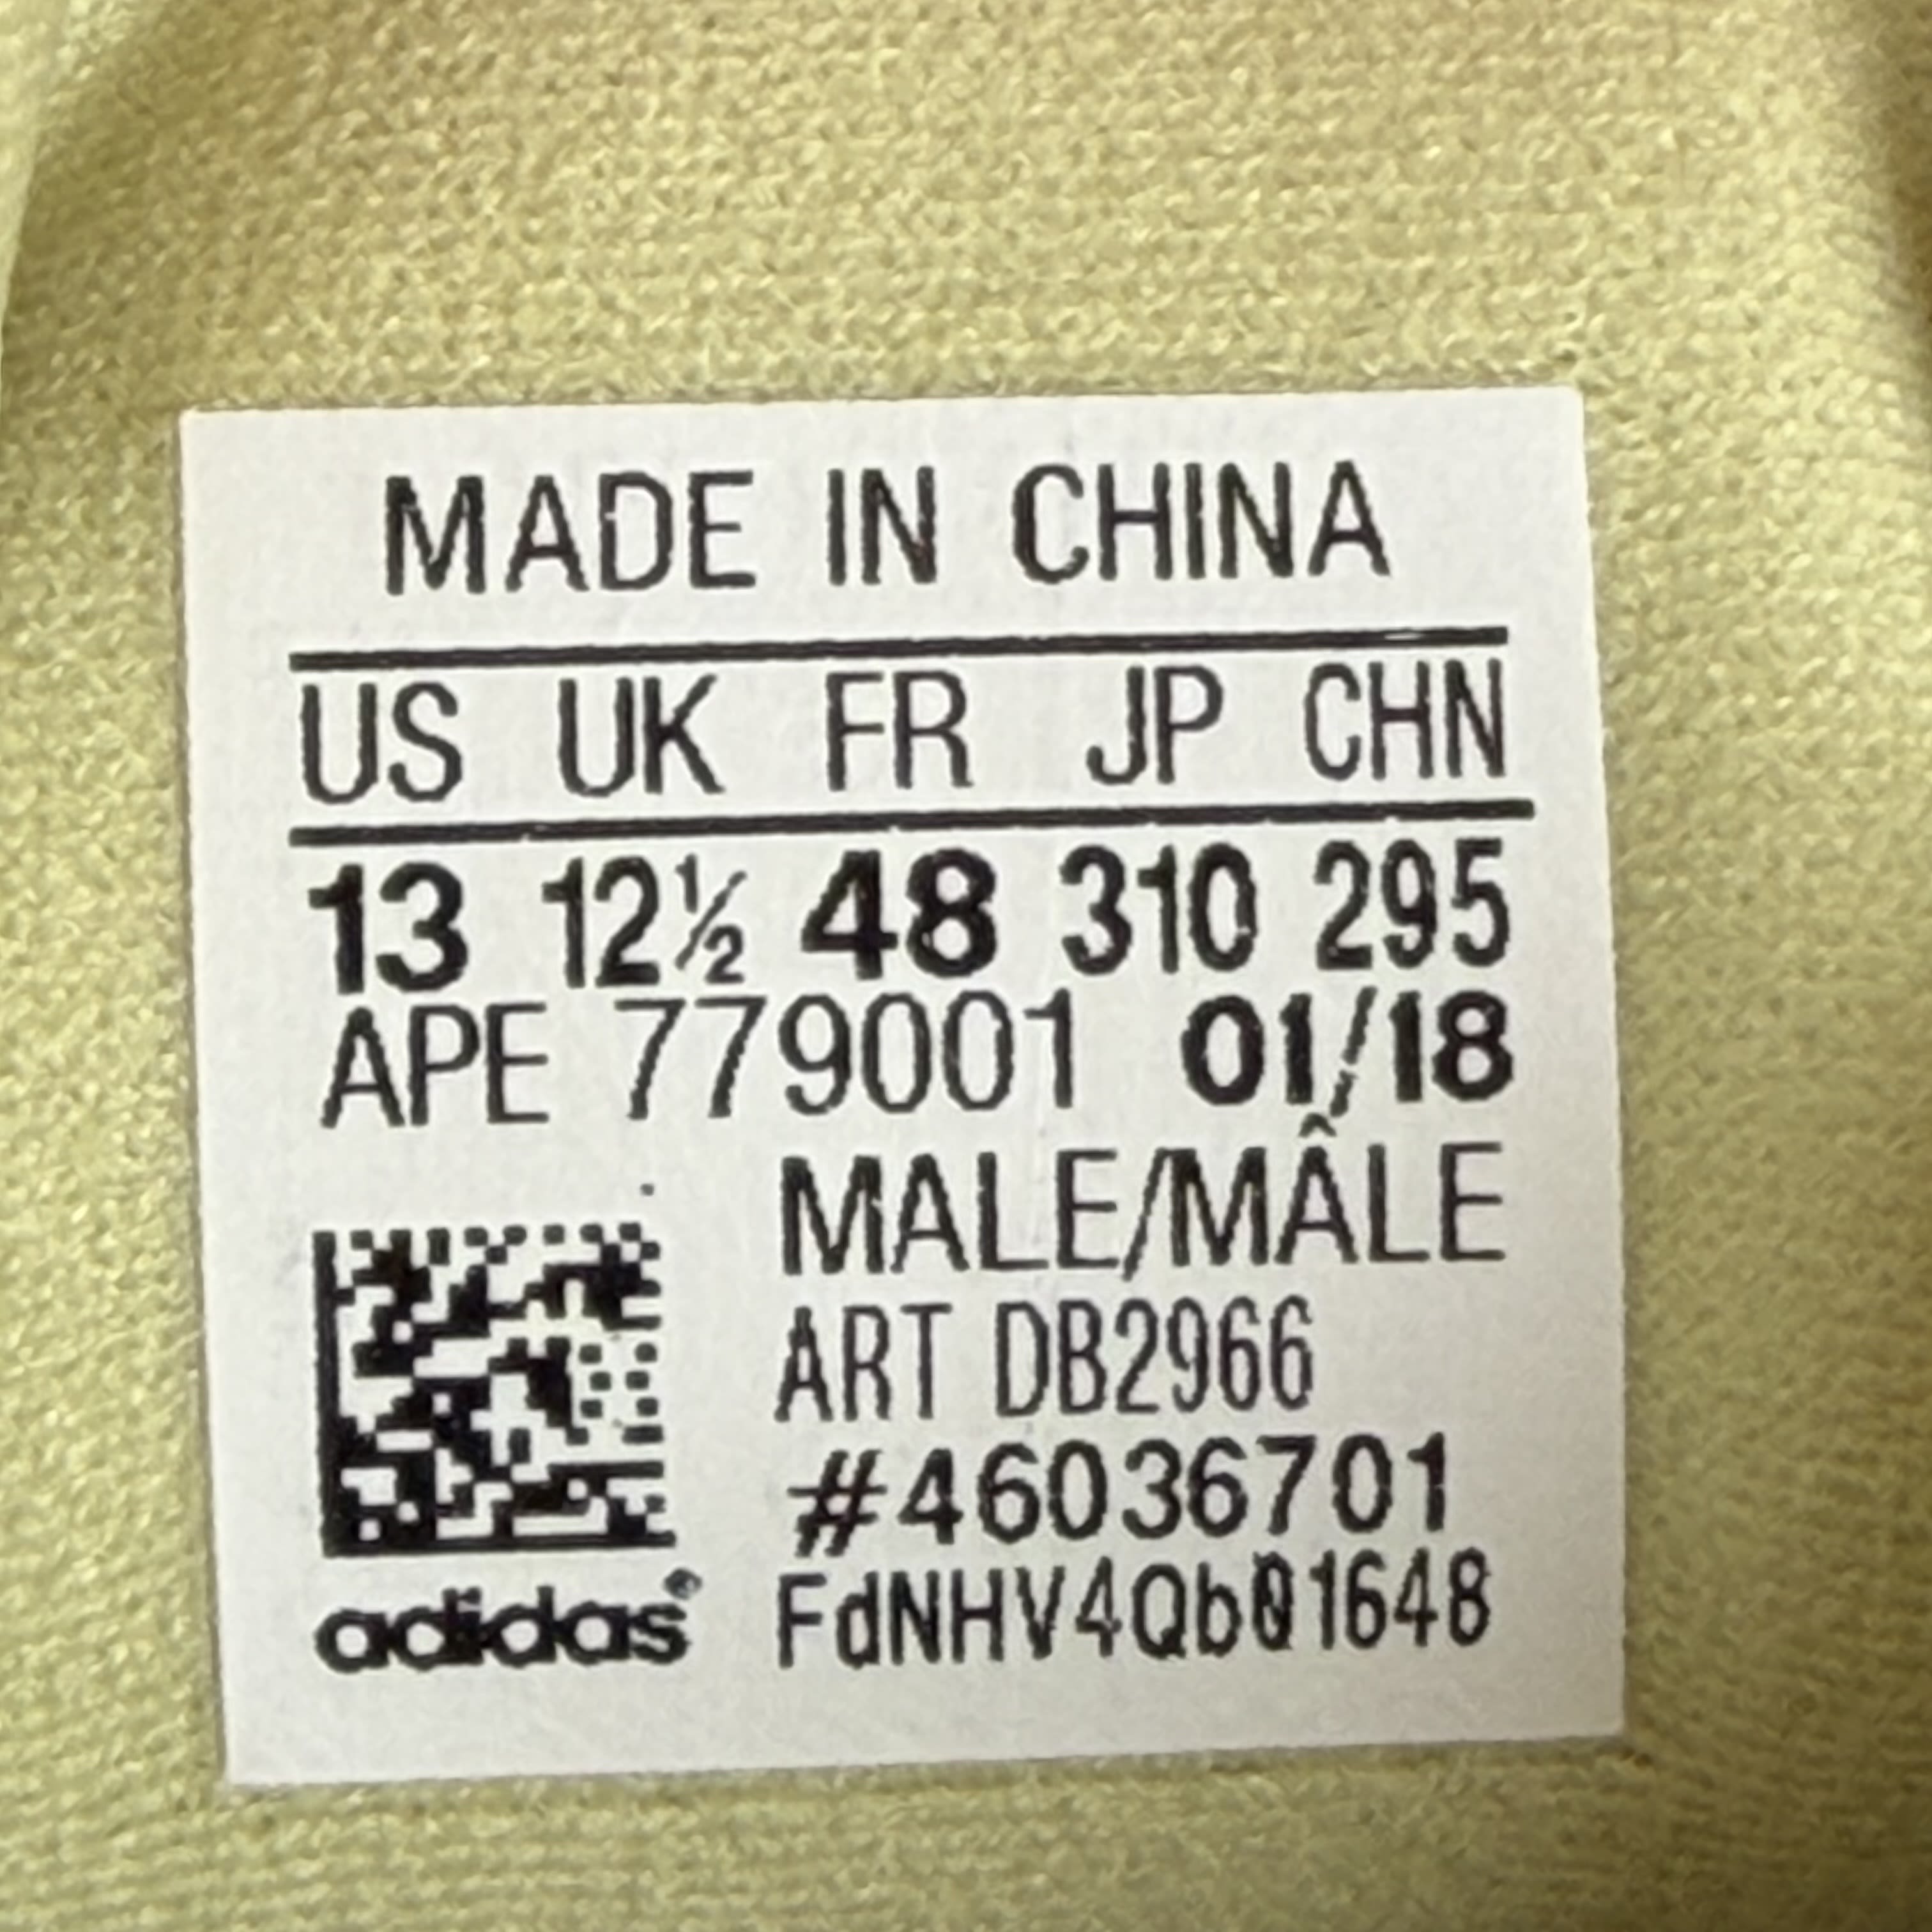 MADE IN CHINA
US UK FR JP CHN
13 12½ 48 310 295
APE 779001 01/18
MALE/MÂLE
ART DB2966
#46036701
adidas® FdNHV4Qb01648